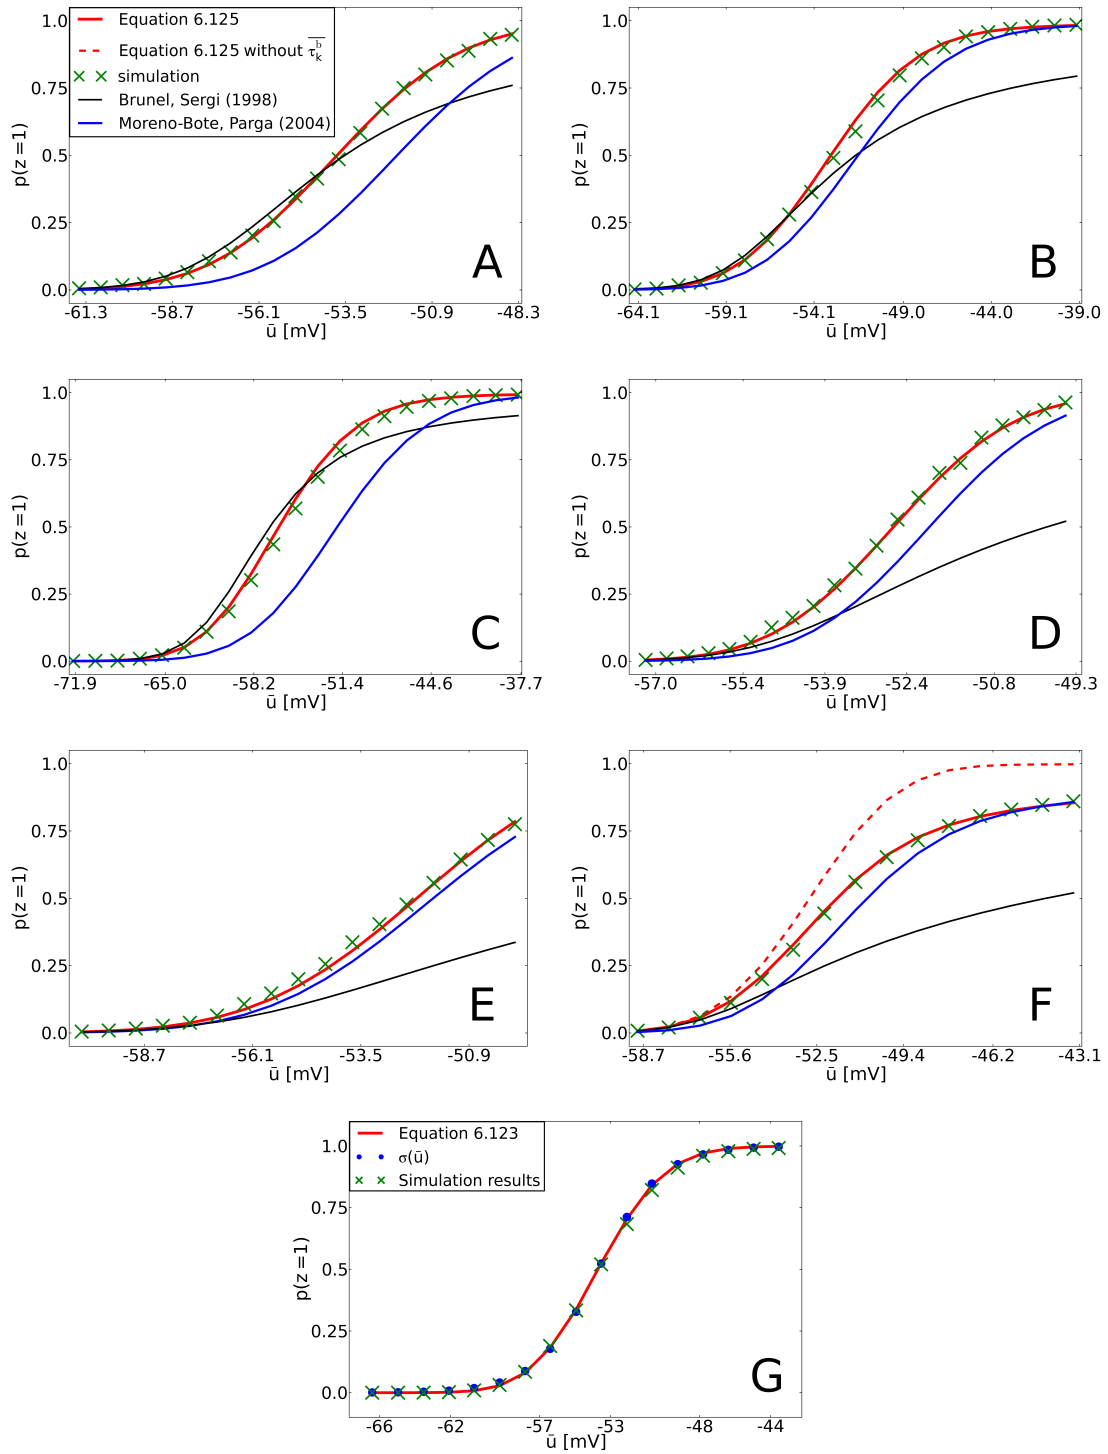 Equation 6.125
Equation 6.125 without τ_k^b
simulation
Brunel, Sergi (1998)
Moreno-Bote, Parga (2004)
p(z=1)
1.0
0.75
0.5
0.25
0.0
-61.3 -58.7 -56.1 -53.5 -50.9 -48.3
ū [mV]
A
p(z=1)
1.0
0.75
0.5
0.25
0.0
-64.1 -59.1 -54.1 -49.0 -44.0 -39.0
ū [mV]
B
p(z=1)
1.0
0.75
0.5
0.25
0.0
-71.9 -65.0 -58.2 -51.4 -44.6 -37.7
ū [mV]
C
p(z=1)
1.0
0.75
0.5
0.25
0.0
-57.0 -55.4 -53.9 -52.4 -50.8 -49.3
ū [mV]
D
p(z=1)
1.0
0.75
0.5
0.25
0.0
-58.7 -56.1 -53.5 -50.9
ū [mV]
E
p(z=1)
1.0
0.75
0.5
0.25
0.0
-58.7 -55.6 -52.5 -49.4 -46.2 -43.1
ū [mV]
F
Equation 6.123
σ(ū)
Simulation results
p(z=1)
1.0
0.75
0.5
0.25
0.0
-66 -62 -57 -53 -48 -44
ū [mV]
G